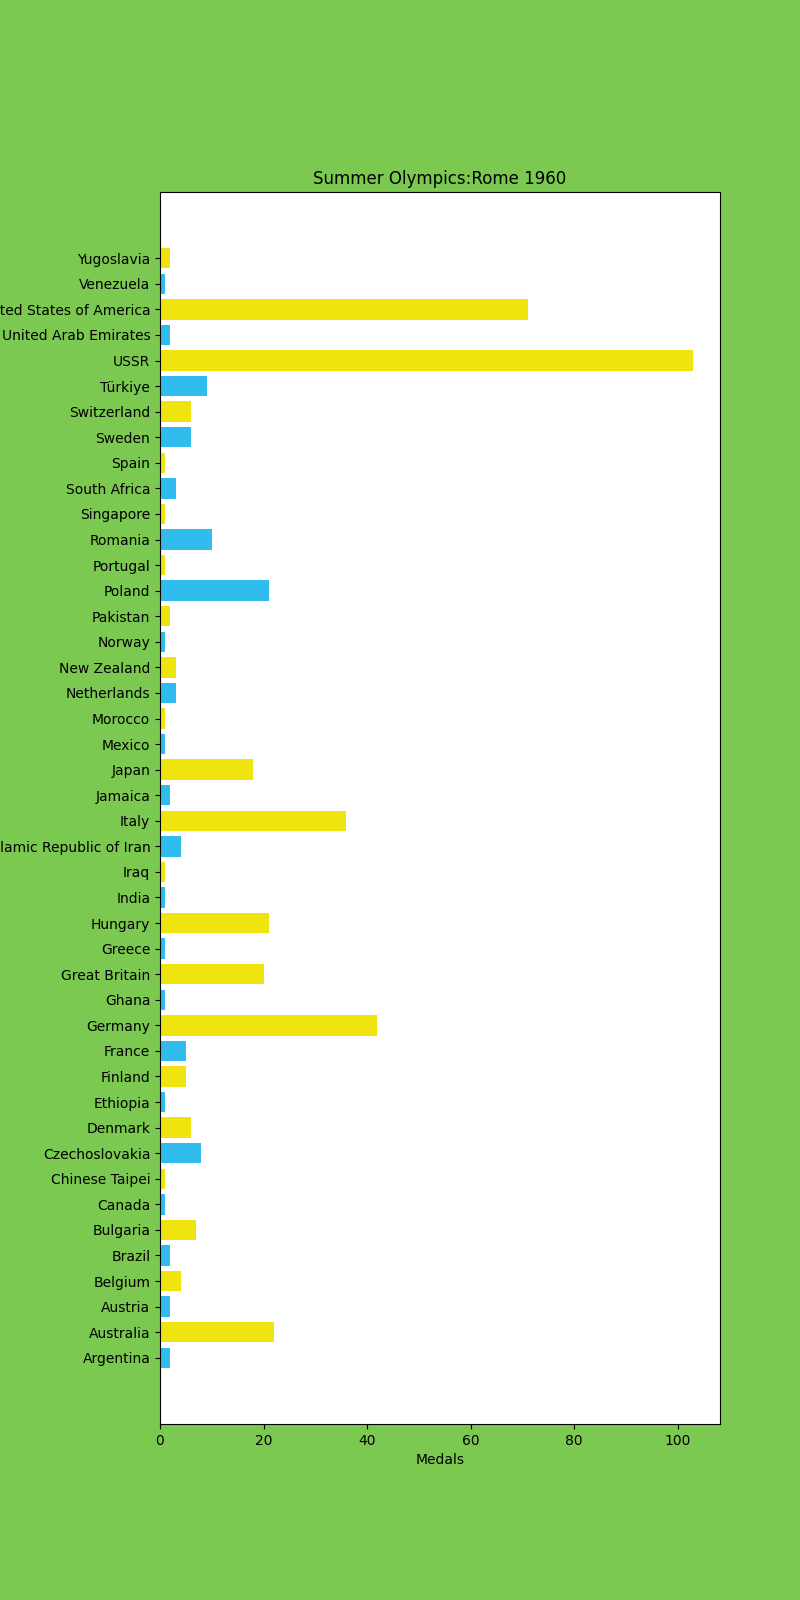 Summer Olympics:Rome 1960
Yugoslavia
Venezuela
ted States of America
United Arab Emirates
USSR
Türkiye
Switzerland
Sweden
Spain
South Africa
Singapore
Romania
Portugal
Poland
Pakistan
Norway
New Zealand
Netherlands
Morocco
Mexico
Japan
Jamaica
Italy
lamic Republic of Iran
Iraq
India
Hungary
Greece
Great Britain
Ghana
Germany
France
Finland
Ethiopia
Denmark
Czechoslovakia
Chinese Taipei
Canada
Bulgaria
Brazil
Belgium
Austria
Australia
Argentina
0 20 40 60 80 100
Medals